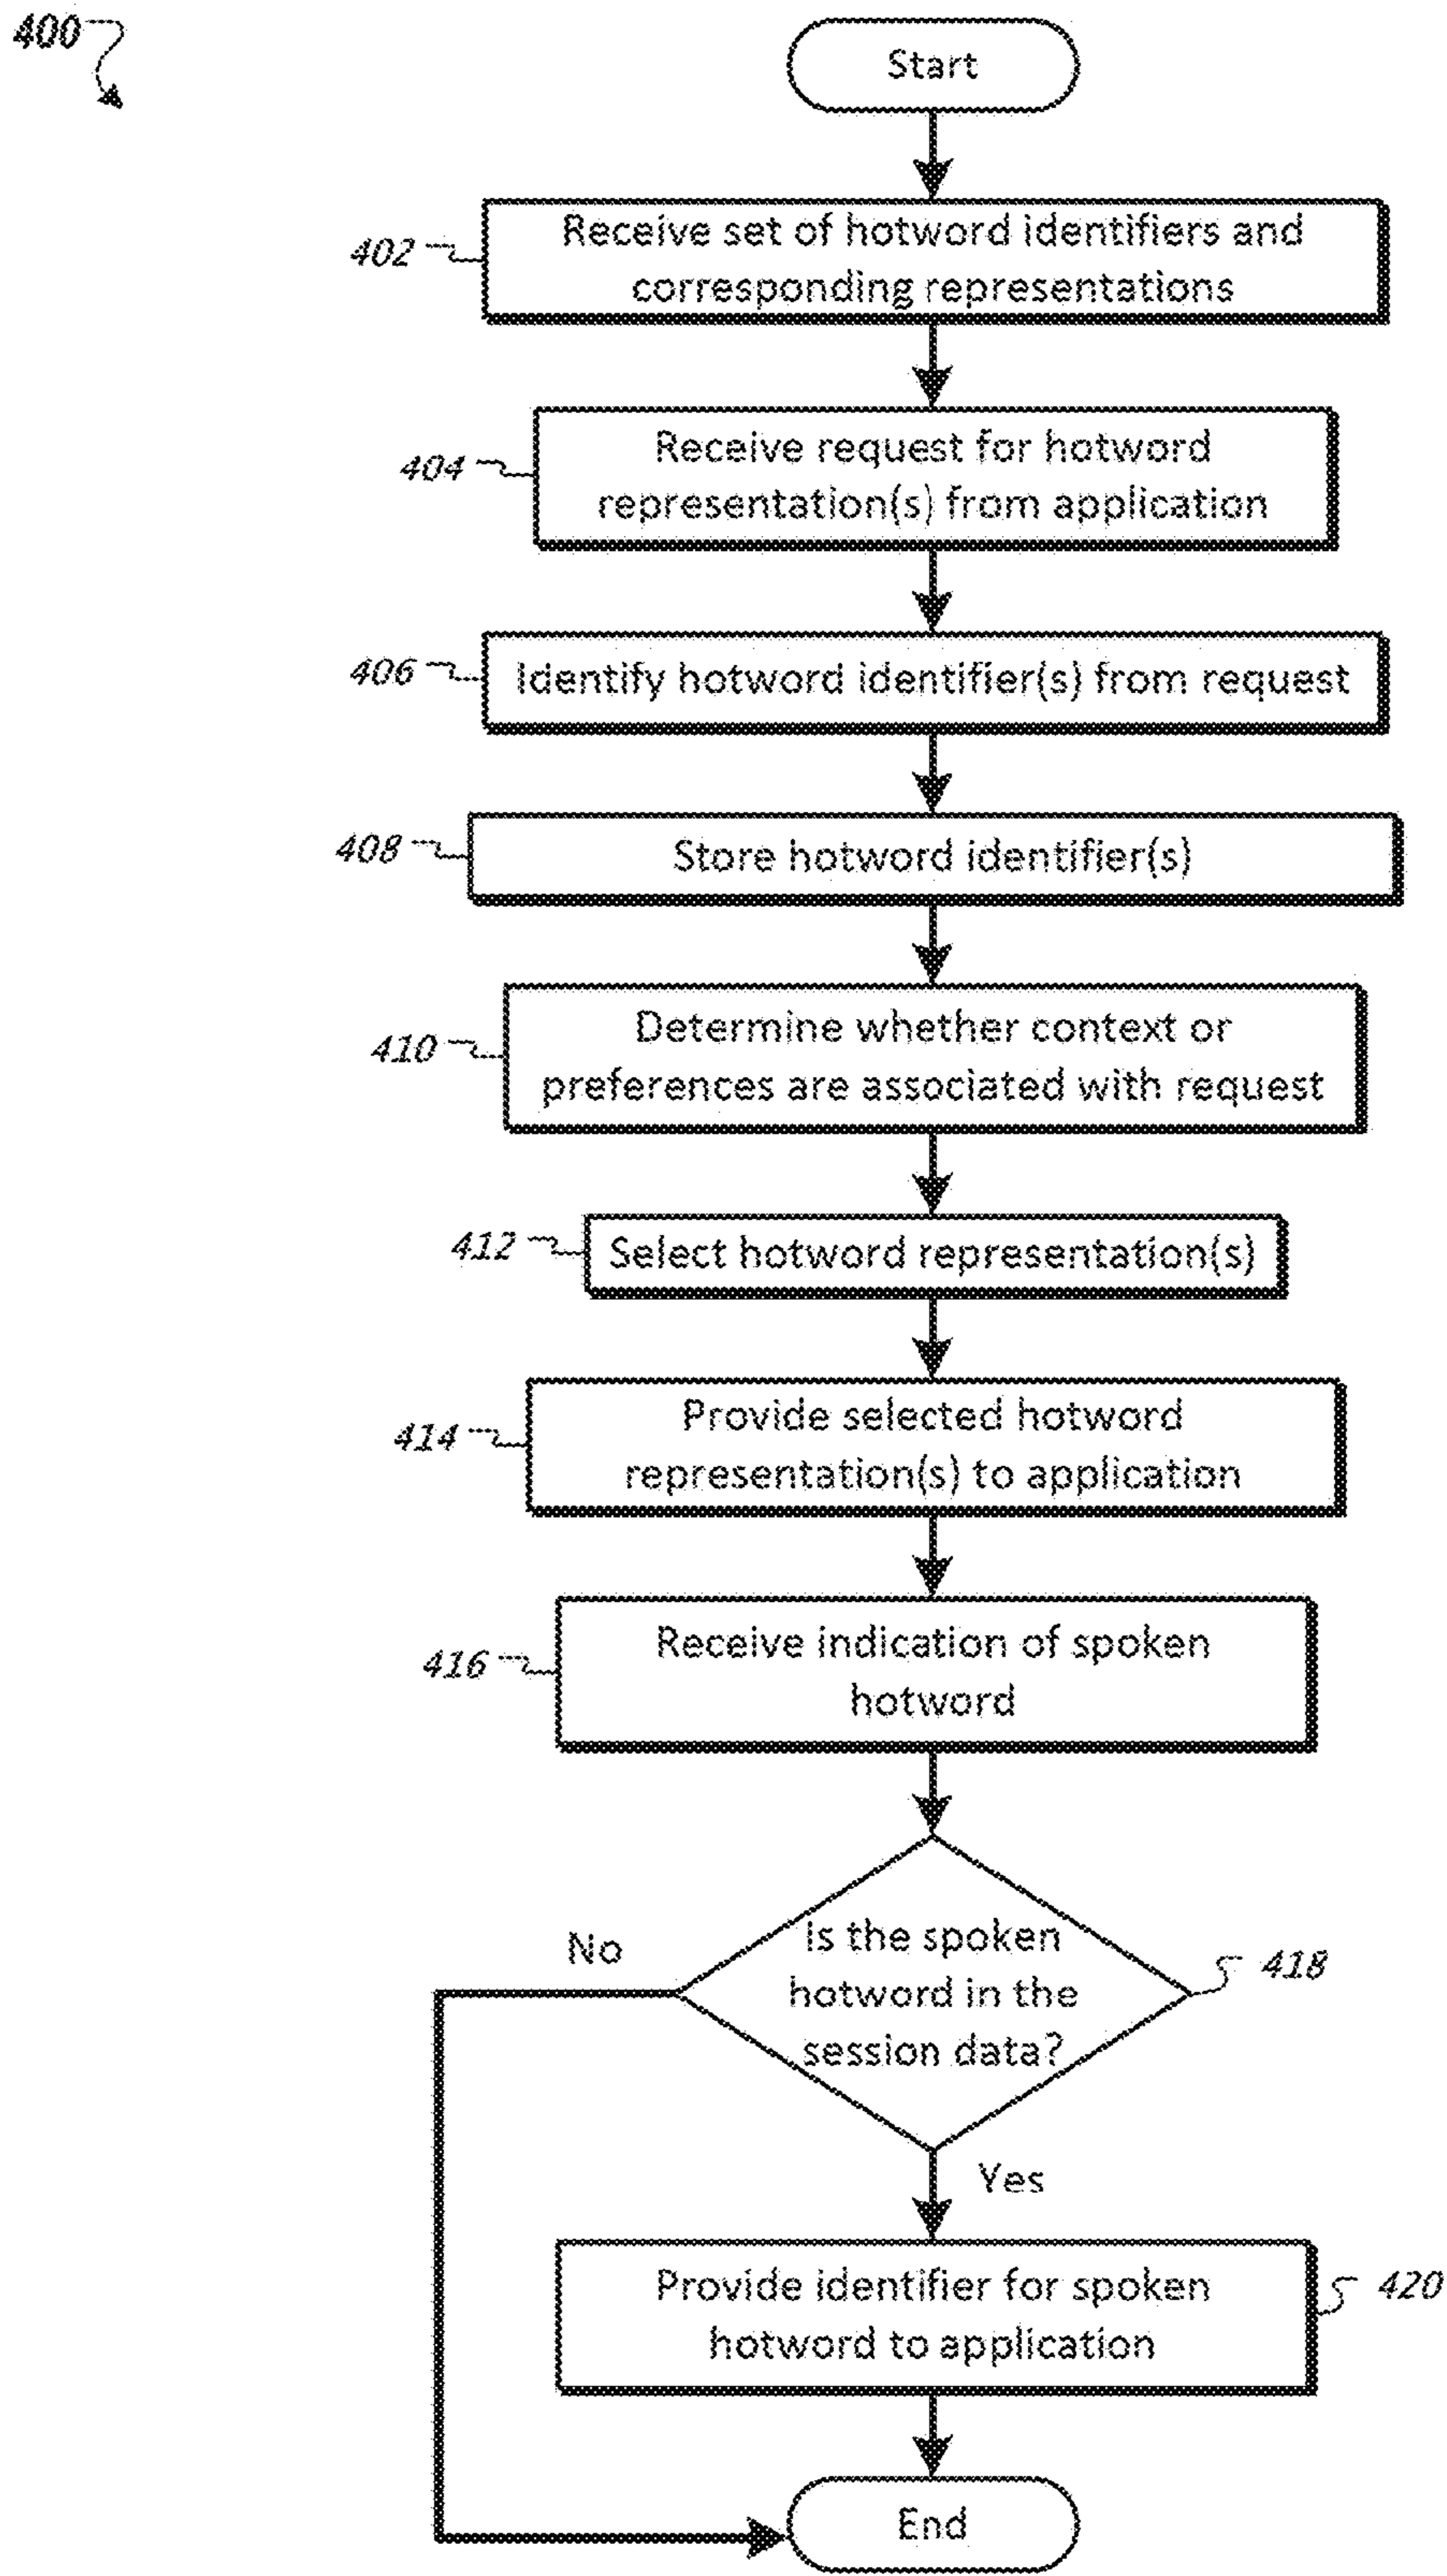 400
Start
402
Receive set of hotword identifiers and
corresponding representations
404
Receive request for hotword
representation(s) from application
406
Identify hotword identifier(s) from request
408
Store hotword identifier(s)
410
Determine whether context or
preferences are associated with request
412
Select hotword representation(s)
414
Provide selected hotword
representation(s) to application
416
Receive indication of spoken
hotword
No
Is the spoken
hotword in the
session data?
418
Yes
Provide identifier for spoken
hotword to application
420
End